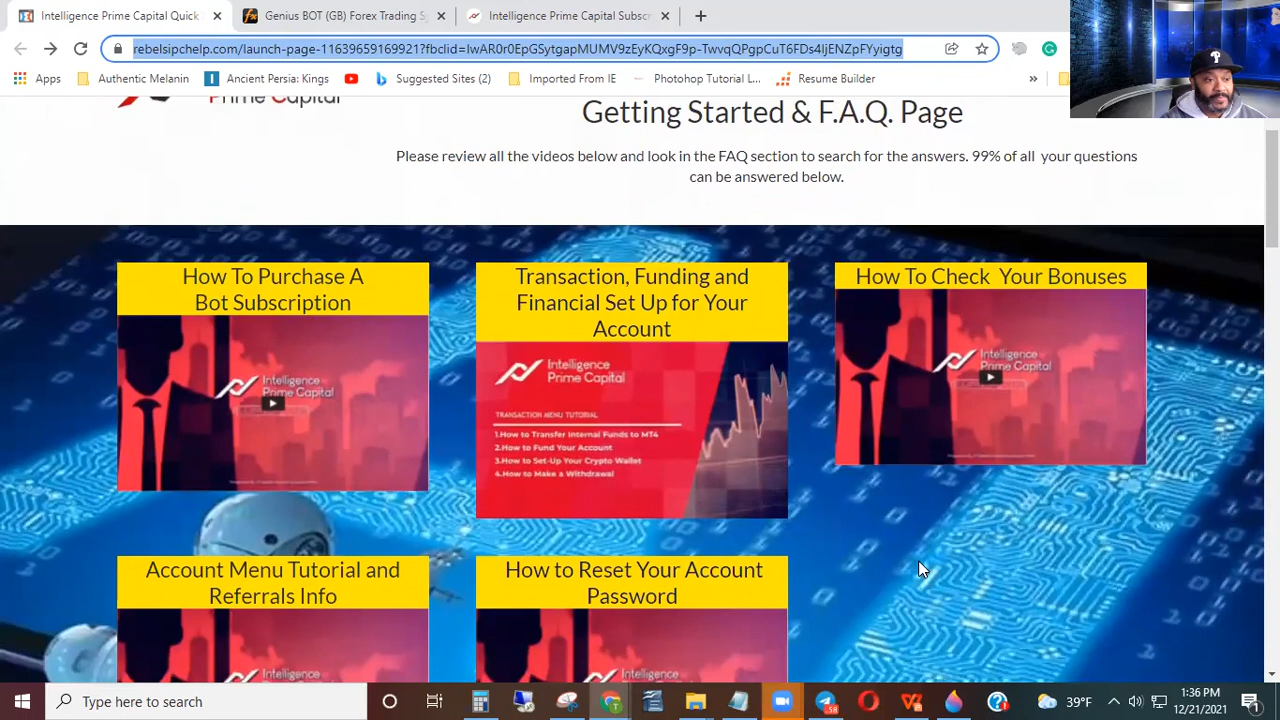 Intelligence Prime Capital Quick
Genius BOT (GB) Forex Trading S
Intelligence Prime Capital Subscr
rebelsipchelp.com/launch-page-11639659169921?fbclid=IwAR0r0EpGSytgapMUMV9zEyKQxgF9p-TwvqQPgpCuT6FDs4IjENZpFYyigtg
Apps
Authentic Melanin
Ancient Persia: Kings
Suggested Sites (2)
Imported From IE
Photohop Tutorial L...
Resume Builder
»
Prime Capital
Getting Started & F.A.Q. Page
Please review all the videos below and look in the FAQ section to search for the answers. 99% of all your questions
can be answered below.
How To Purchase A
Bot Subscription
Intelligence
Prime Capital
Transaction, Funding and
Financial Set Up for Your
Account
Intelligence
Prime Capital
TRANSACTION MENU TUTORIAL
1.How to Transfer Internal Funds to MT4
2.How to Fund Your Account
3.How to Set-Up Your Crypto Wallet
4.How to Make a Withdrawal
How To Check Your Bonuses
Intelligence
Prime Capital
Account Menu Tutorial and
Referrals Info
Intelligence
How to Reset Your Account
Password
Intelligence
Type here to search
58
39°F
1:36 PM
12/21/2021